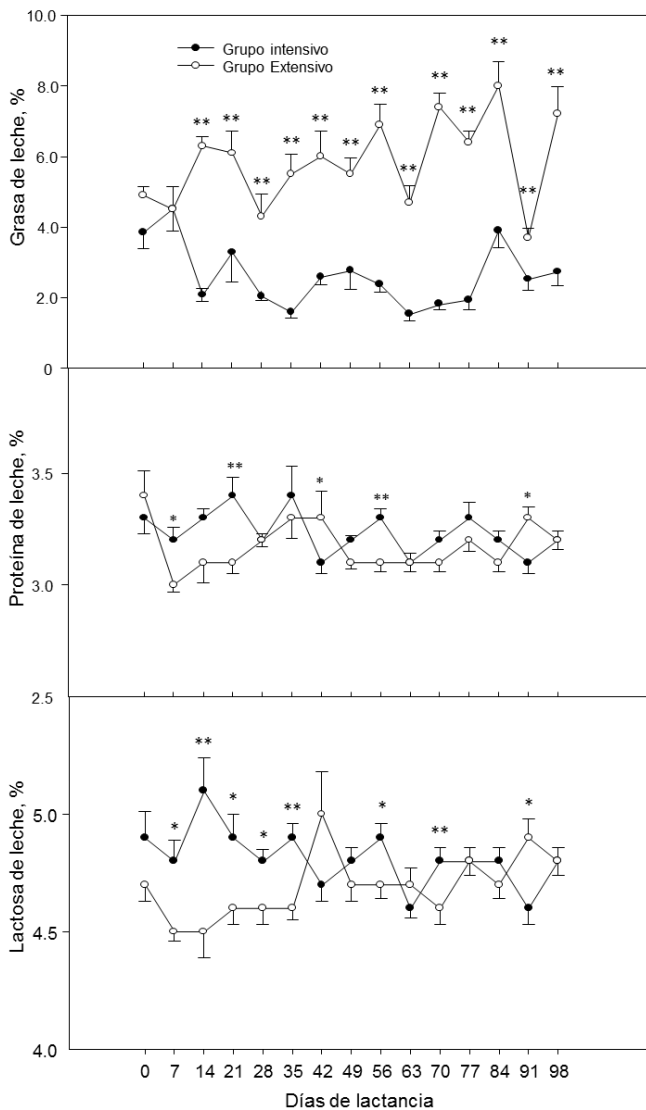 10.0
Grupo intensivo
Grupo Extensivo
** ** ** ** ** ** ** ** ** ** ** ** **
8.0
6.0
4.0
2.0
0
Grasa de leche, %
3.5
3.0
2.5
* ** * ** *
Proteína de leche, %
5.0
4.5
4.0
* ** * * ** * ** *
Lactosa de leche, %
0 7 14 21 28 35 42 49 56 63 70 77 84 91 98
Días de lactancia